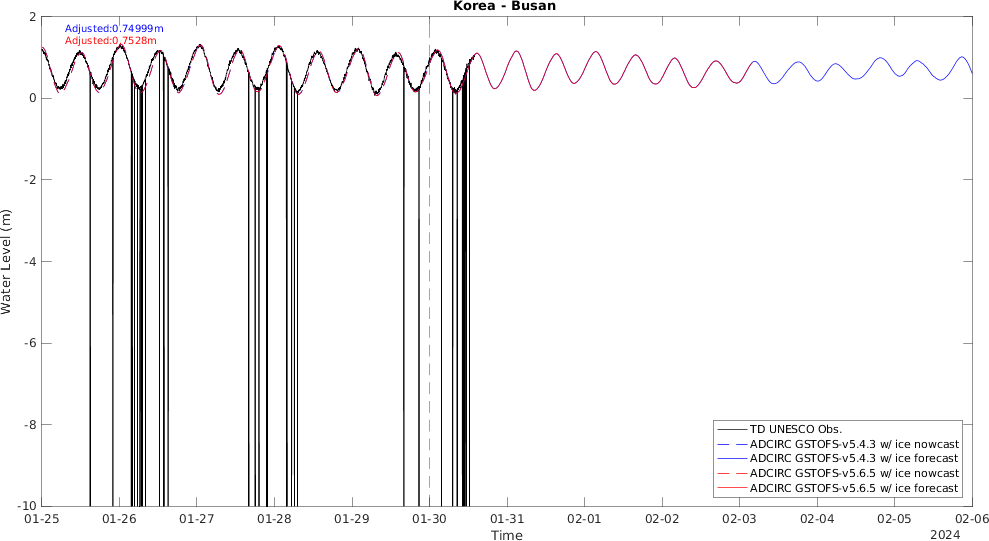 Korea - Busan
Adjusted:0.74999m
Adjusted:0.7528m
2
0
-2
-4
-6
-8
-10
Water Level (m)
01-25 01-26 01-27 01-28 01-29 01-30 01-31 02-01 02-02 02-03 02-04 02-05 02-06
Time
2024
TD UNESCO Obs.
ADCIRC GSTOFS-v5.4.3 w/ ice nowcast
ADCIRC GSTOFS-v5.4.3 w/ ice forecast
ADCIRC GSTOFS-v5.6.5 w/ ice nowcast
ADCIRC GSTOFS-v5.6.5 w/ ice forecast